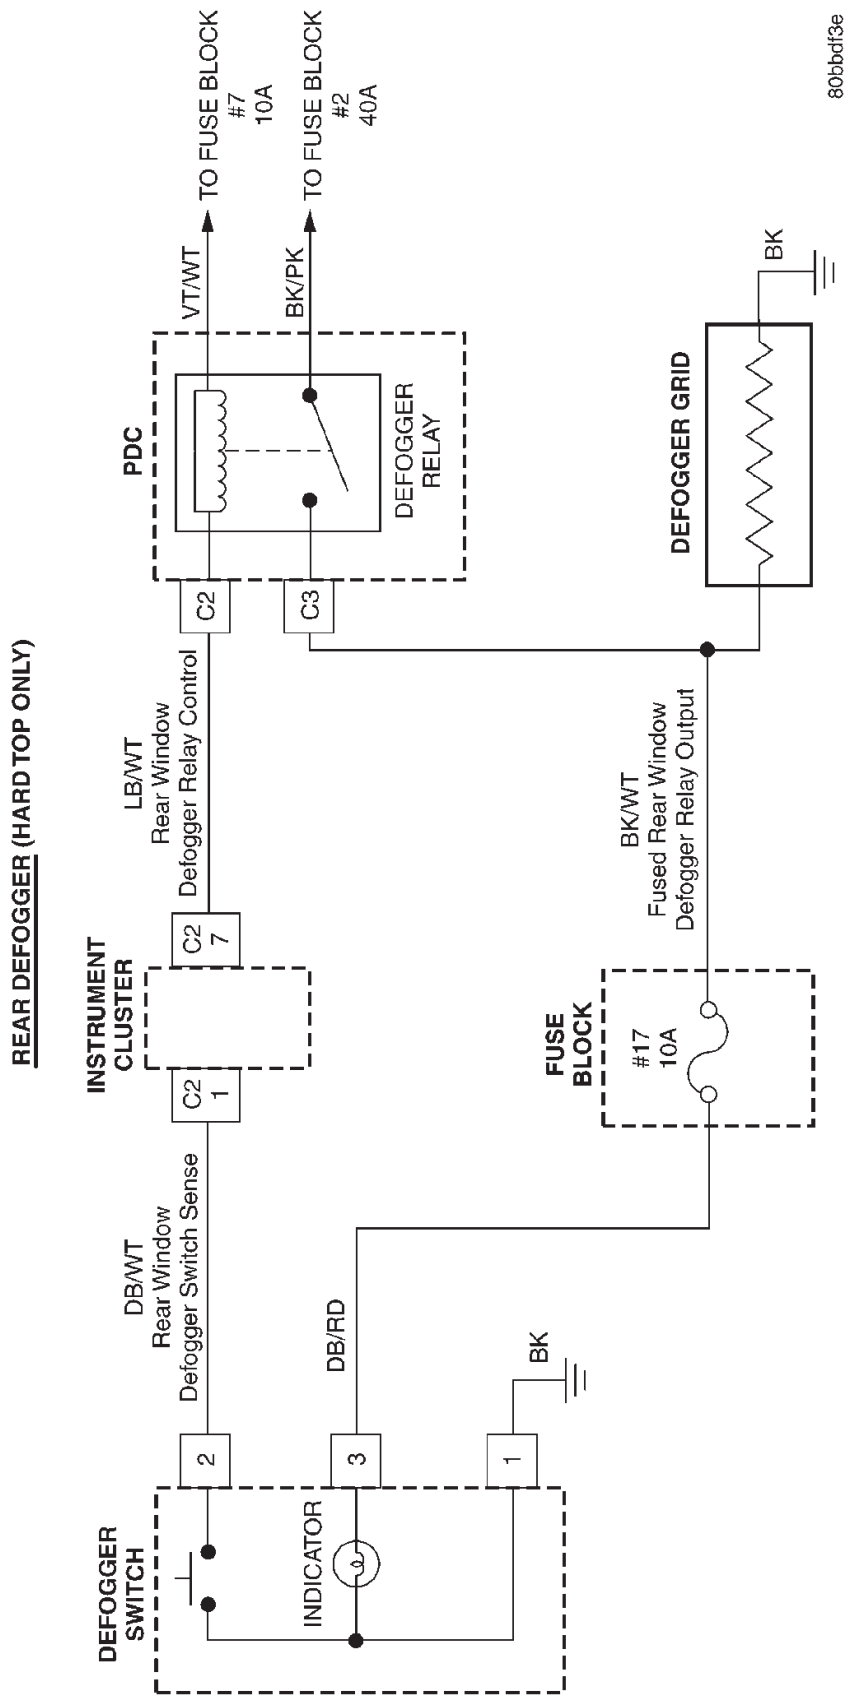 REAR DEFOGGER (HARD TOP ONLY)
DEFOGGER
SWITCH
2
DB/WT
Rear Window
Defogger Switch Sense
C2
1
INSTRUMENT
CLUSTER
C2
7
LB/WT
Rear Window
Defogger Relay Control
C2
PDC
VT/WT
TO FUSE BLOCK
#7
10A
C3
DEFOGGER
RELAY
BK/PK
TO FUSE BLOCK
#2
40A
INDICATOR
3
DB/RD
1
BK
FUSE
BLOCK
#17
10A
BK/WT
Fused Rear Window
Defogger Relay Output
DEFOGGER GRID
BK
80bbdf3e